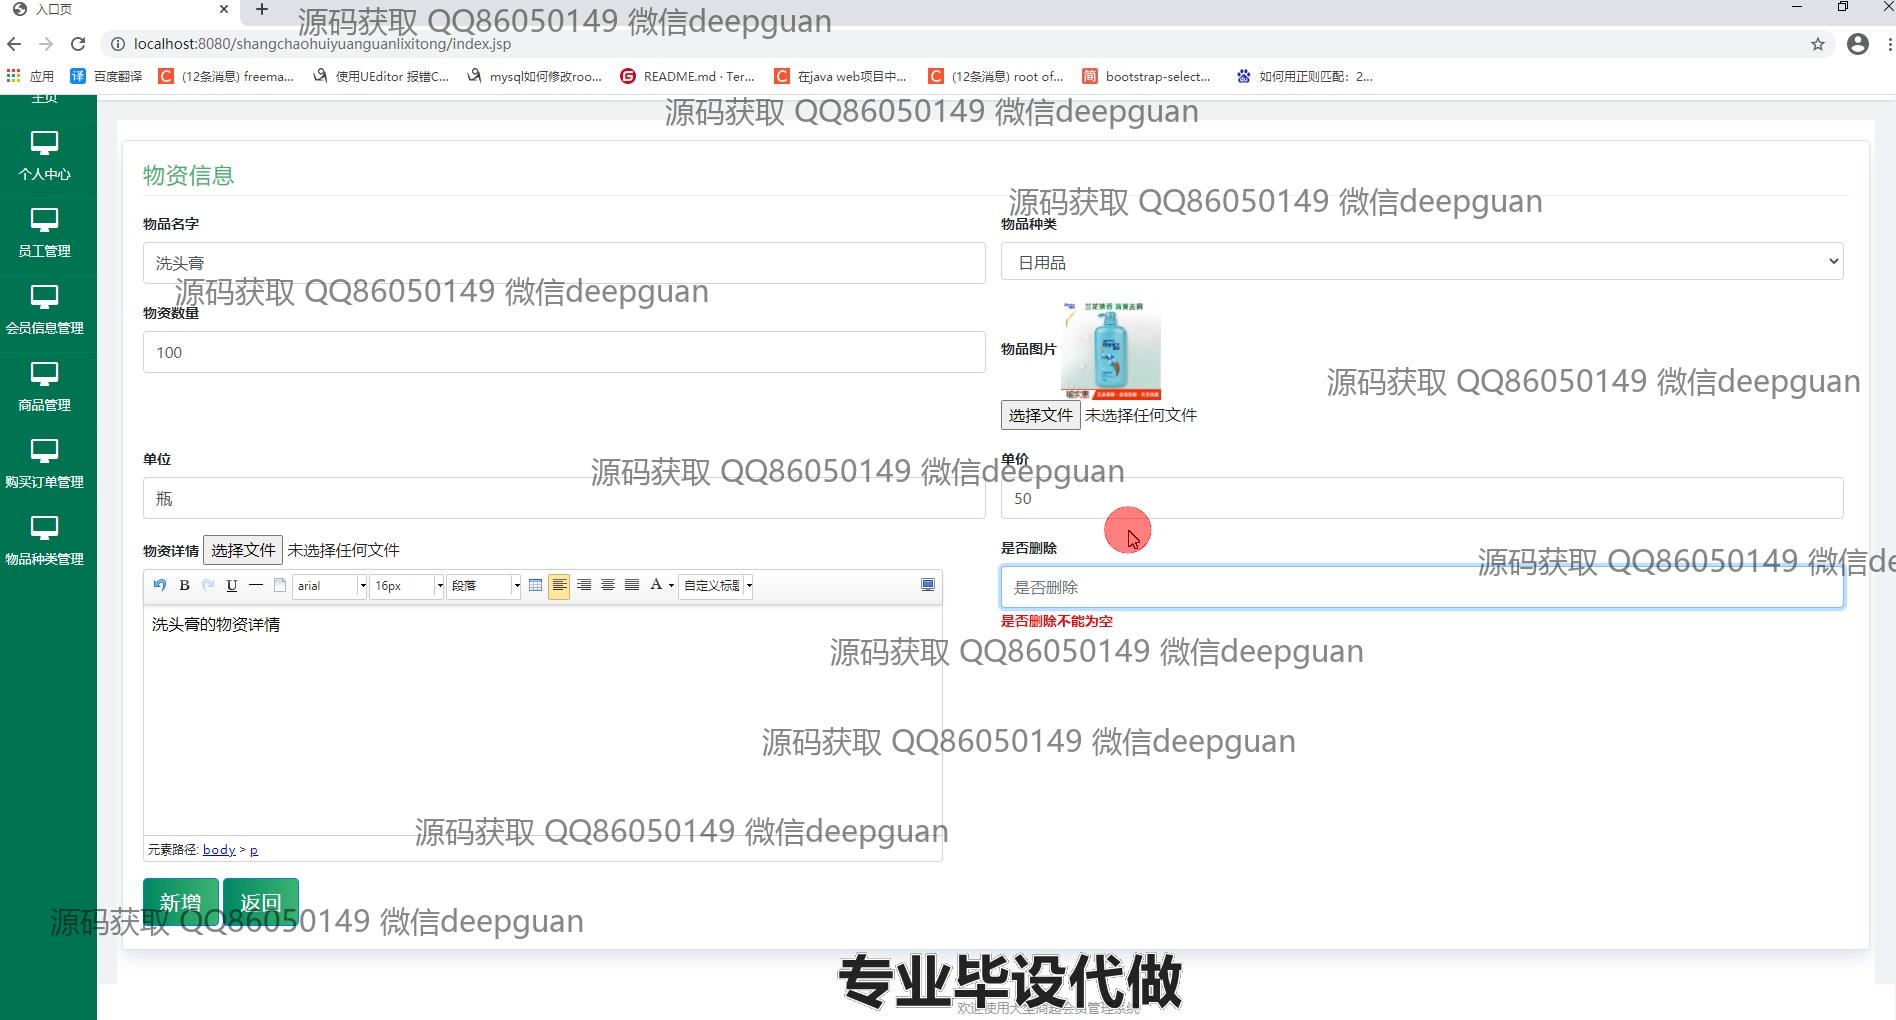 入口页
源码获取 QQ86050149 微信deepguan
localhost:8080/shangchaohuiyuanguanlixitong/index.jsp
应用
译 百度翻译
C (12条消息) freema...
使用UEditor 报错C...
mysql如何修改roo...
G README.md · Ter...
C 在java web项目中...
C (12条消息) root of...
简 bootstrap-select...
如何用正则匹配：2...
主页
源码获取 QQ86050149 微信deepguan
个人中心
物资信息
源码获取 QQ86050149 微信deepguan
物品名字
物品种类
员工管理
洗头膏
日用品
源码获取 QQ86050149 微信deepguan
物资数量
兰花清香 清爽去屑
会员信息管理
100
物品图片
源码获取 QQ86050149 微信deepguan
商品管理
选择文件 未选择任何文件
单位
单价
源码获取 QQ86050149 微信deepguan
购买订单管理
瓶
50
物资详情 选择文件 未选择任何文件
是否删除
源码获取 QQ86050149 微信de
物品种类管理
B U arial 16px 段落 A 自定义标题
是否删除
洗头膏的物资详情
是否删除不能为空
源码获取 QQ86050149 微信deepguan
源码获取 QQ86050149 微信deepguan
源码获取 QQ86050149 微信deepguan
元素路径: body > p
新增 返回
源码获取 QQ86050149 微信deepguan
专业毕设代做
欢迎使用大型商超会员管理系统